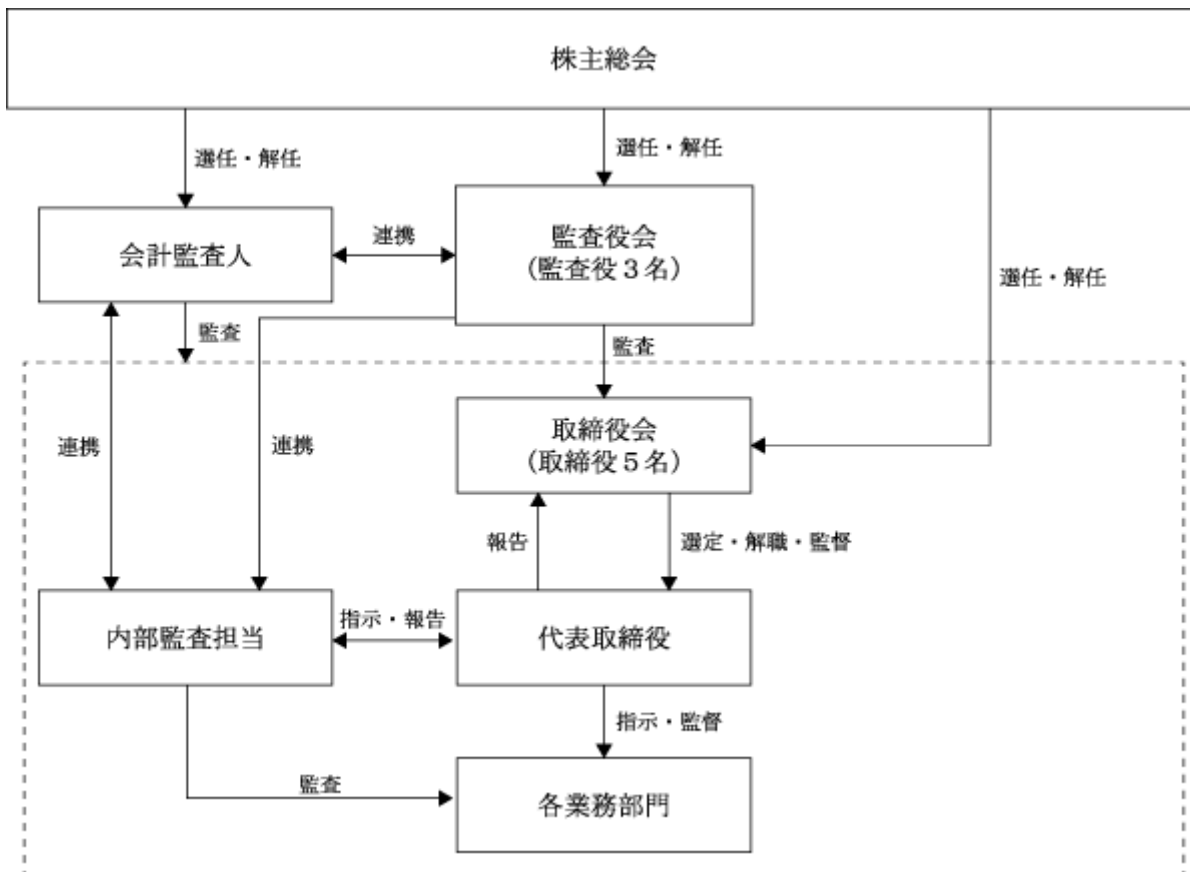 株主総会
選任・解任
選任・解任
選任・解任
会計監査人
連携
監査役会
(監査役3名)
監査
監査
連携
連携
取締役会
(取締役5名)
報告
選定・解職・監督
内部監査担当
指示・報告
代表取締役
指示・監督
監査
各業務部門